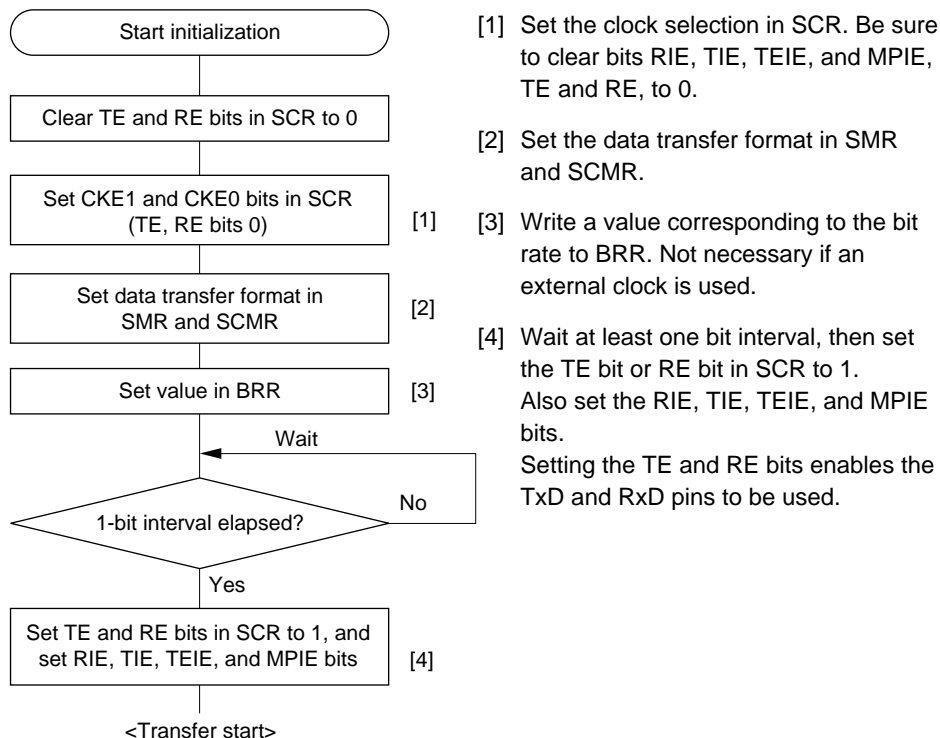 Start initialization
Clear TE and RE bits in SCR to 0
Set CKE1 and CKE0 bits in SCR
(TE, RE bits 0)
[1]
Set data transfer format in
SMR and SCMR
[2]
Set value in BRR
[3]
Wait
1-bit interval elapsed?
No
Yes
Set TE and RE bits in SCR to 1, and
set RIE, TIE, TEIE, and MPIE bits
[4]
<Transfer start>
[1] Set the clock selection in SCR. Be sure
to clear bits RIE, TIE, TEIE, and MPIE,
TE and RE, to 0.
[2] Set the data transfer format in SMR
and SCMR.
[3] Write a value corresponding to the bit
rate to BRR. Not necessary if an
external clock is used.
[4] Wait at least one bit interval, then set
the TE bit or RE bit in SCR to 1.
Also set the RIE, TIE, TEIE, and MPIE
bits.
Setting the TE and RE bits enables the
TxD and RxD pins to be used.